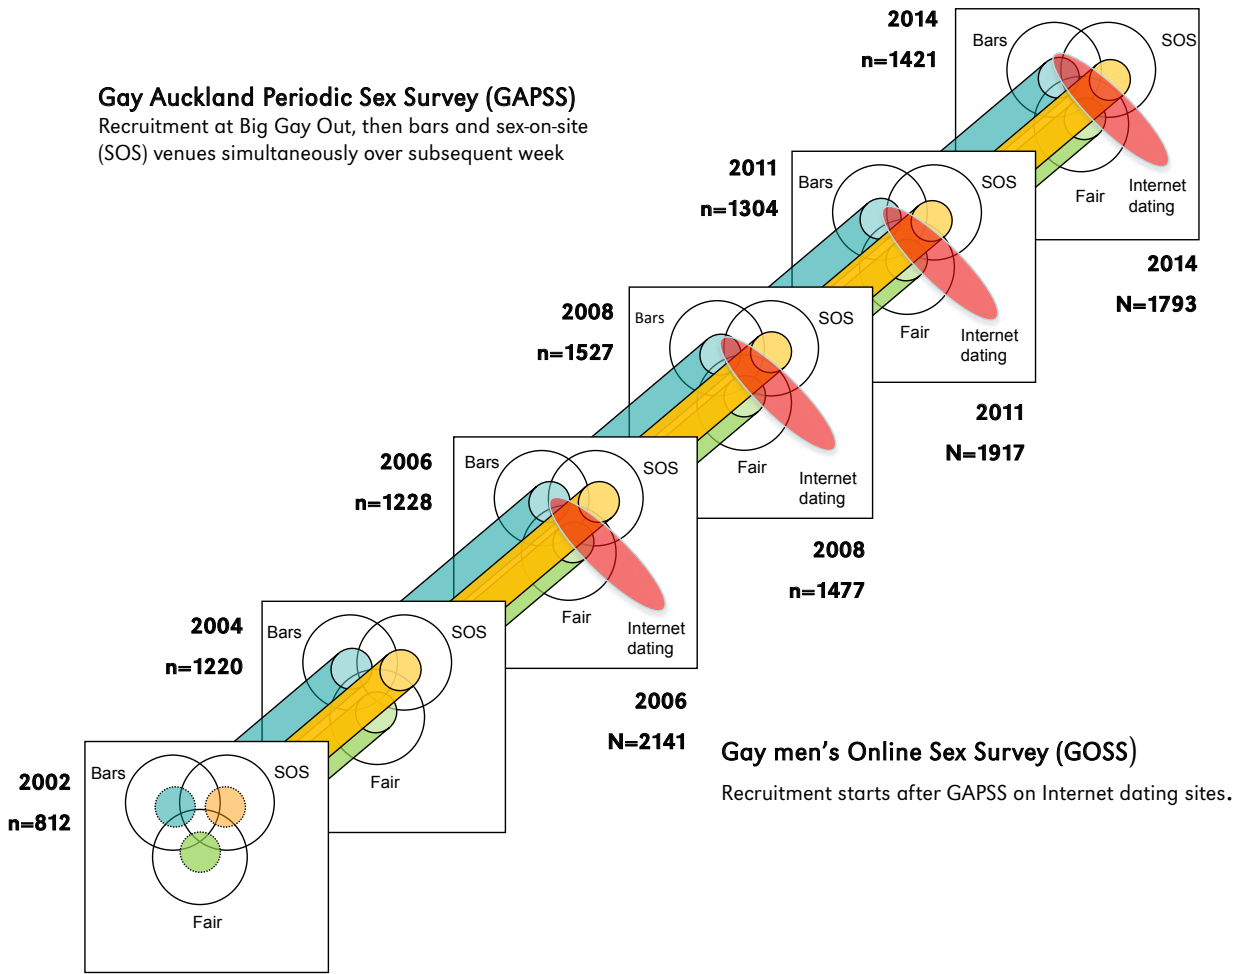 2014
Bars
SOS
n=1421
Gay Auckland Periodic Sex Survey (GAPSS)
Recruitment at Big Gay Out, then bars and sex-on-site
(SOS) venues simultaneously over subsequent week
Fair
Internet
dating
2011
Bars
SOS
n=1304
2014
N=1793
Fair
Internet
dating
2008
Bars
SOS
n=1527
2011
N=1917
Fair
Internet
dating
2006
Bars
SOS
n=1228
2008
n=1477
Fair
Internet
dating
2004
Bars
SOS
n=1220
2006
N=2141
Gay men’s Online Sex Survey (GOSS)
Recruitment starts after GAPSS on Internet dating sites.
Fair
2002
Bars
SOS
n=812
Fair